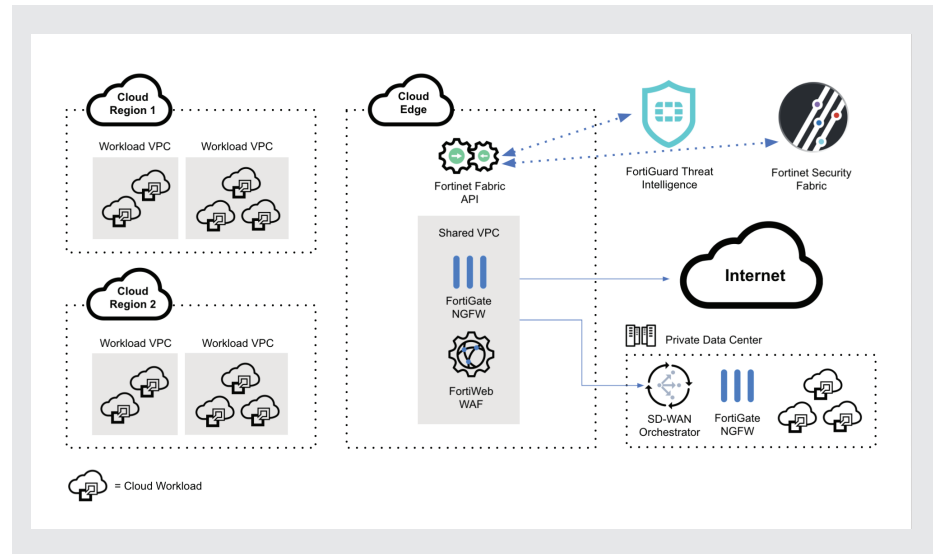 Cloud
Region 1
Workload VPC
Workload VPC
Cloud
Region 2
Workload VPC
Workload VPC
= Cloud Workload
Cloud
Edge
Fortinet Fabric
API
Shared VPC
FortiGate
NGFW
FortiWeb
WAF
FortiGuard Threat
Intelligence
Fortinet Security
Fabric
Internet
Private Data Center
SD-WAN
Orchestrator
FortiGate
NGFW